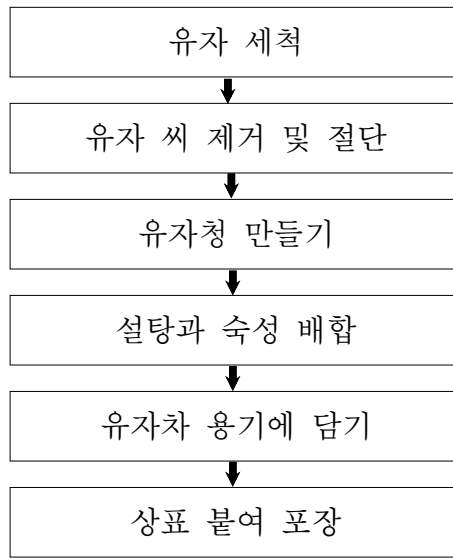 유자 세척
유자 씨 제거 및 절단
유자청 만들기
설탕과 숙성 배합
유자차 용기에 담기
상표 붙여 포장